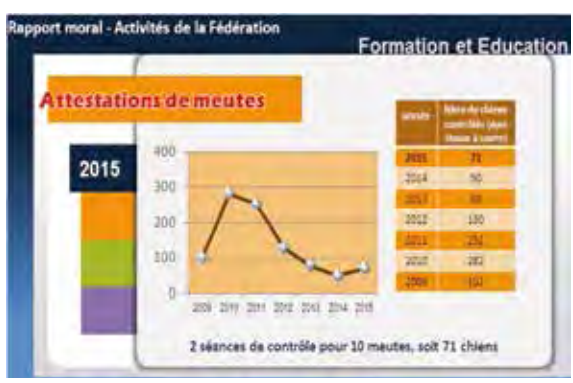 Rapport moral - Activités de la Fédération
Formation et Education
Attestations de meutes
2015
400
300
200
100
0
2009 2010 2011 2012 2013 2014 2015
année
2015 71
2014
2013
2012 130
2011
2010 282
2009
2 séances de contrôle pour 10 meutes, soit 71 chiens